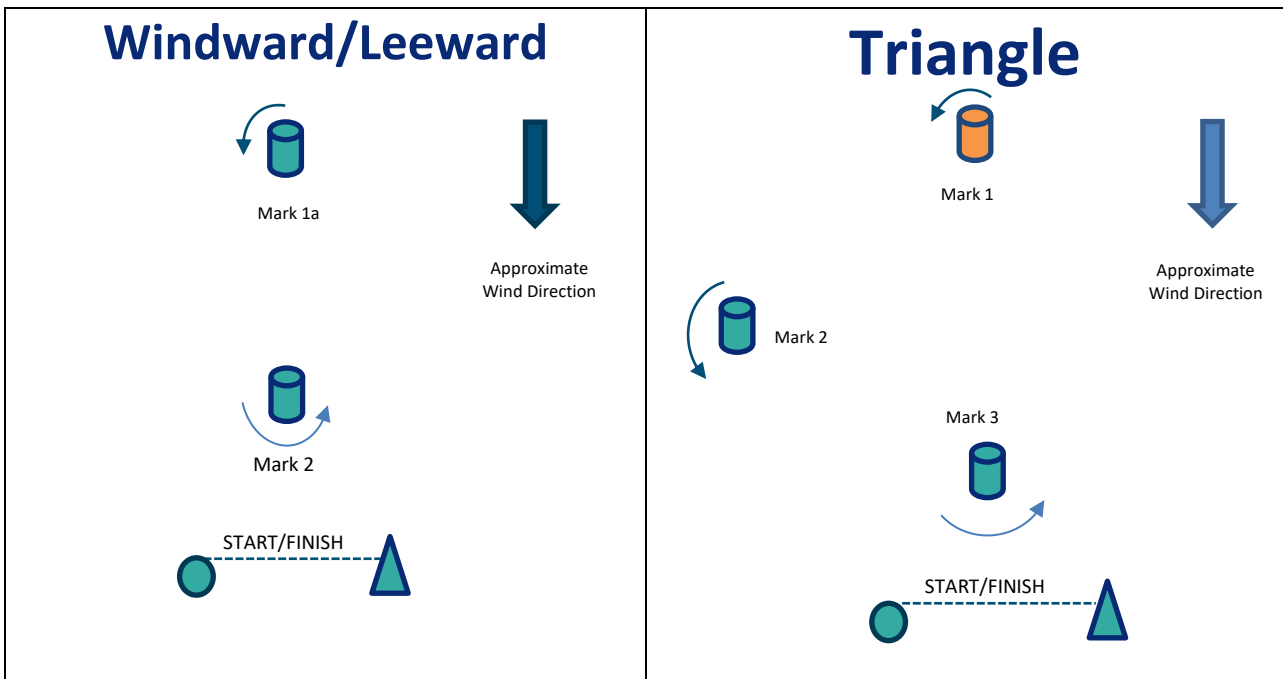 Windward/Leeward
Mark 1a
Approximate
Wind Direction
Mark 2
START/FINISH
Triangle
Mark 1
Approximate
Wind Direction
Mark 2
Mark 3
START/FINISH